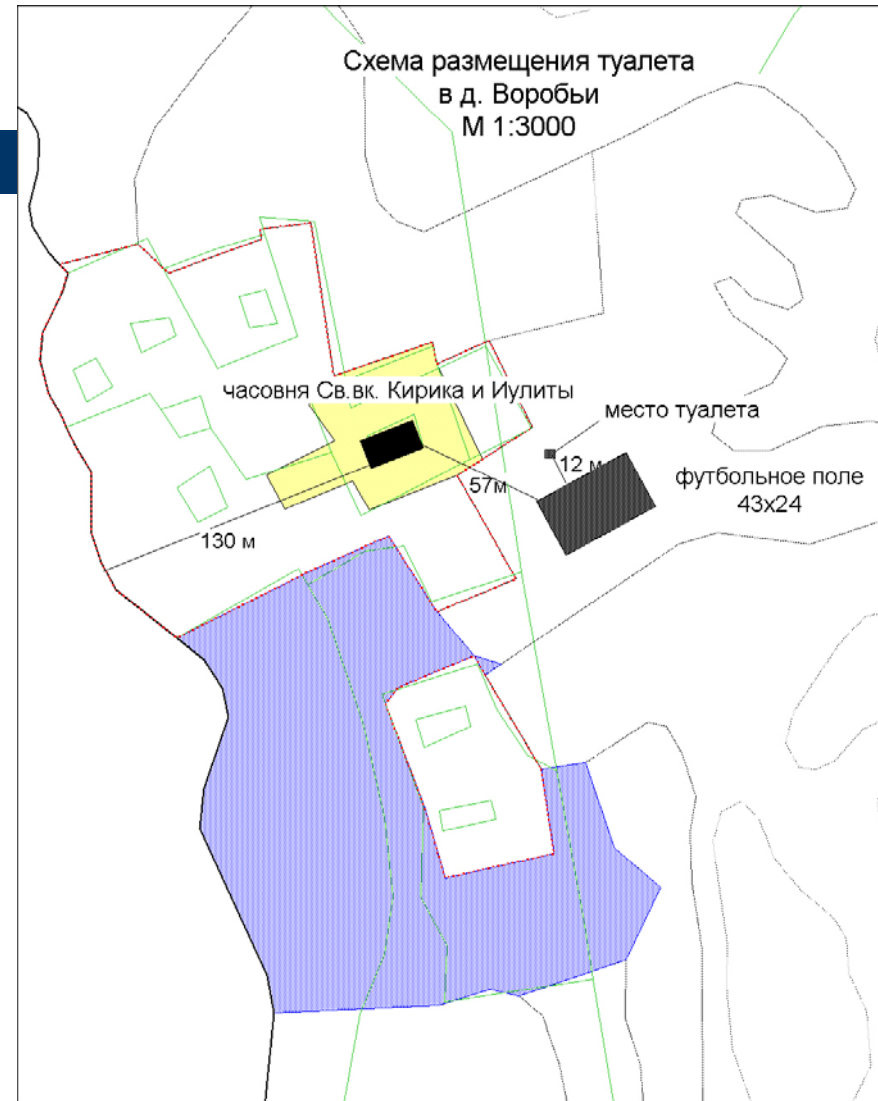 Схема размещения туалета
в д. Воробьи
М 1:3000
часовня Св.вк. Кирика и Иулиты
место туалета
12 м
57м
футбольное поле
43х24
130 м